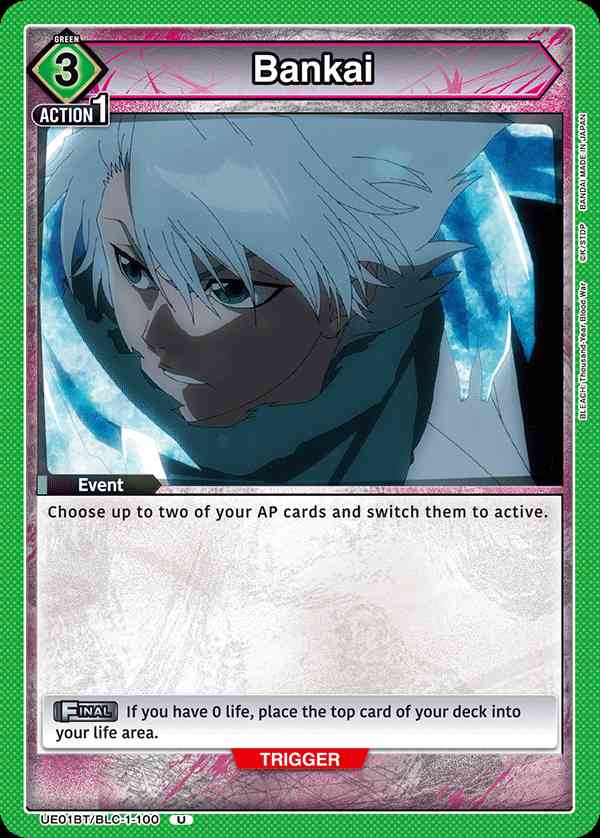 GREEN
3
Bankai
ACTION 1
BANDAI MADE IN JAPAN
©K/STDP
BLEACH: Thousand-Year Blood War
Event
Choose up to two of your AP cards and switch them to active.
FINAL If you have 0 life, place the top card of your deck into
your life area.
TRIGGER
UE01BT/BLC-1-100 U